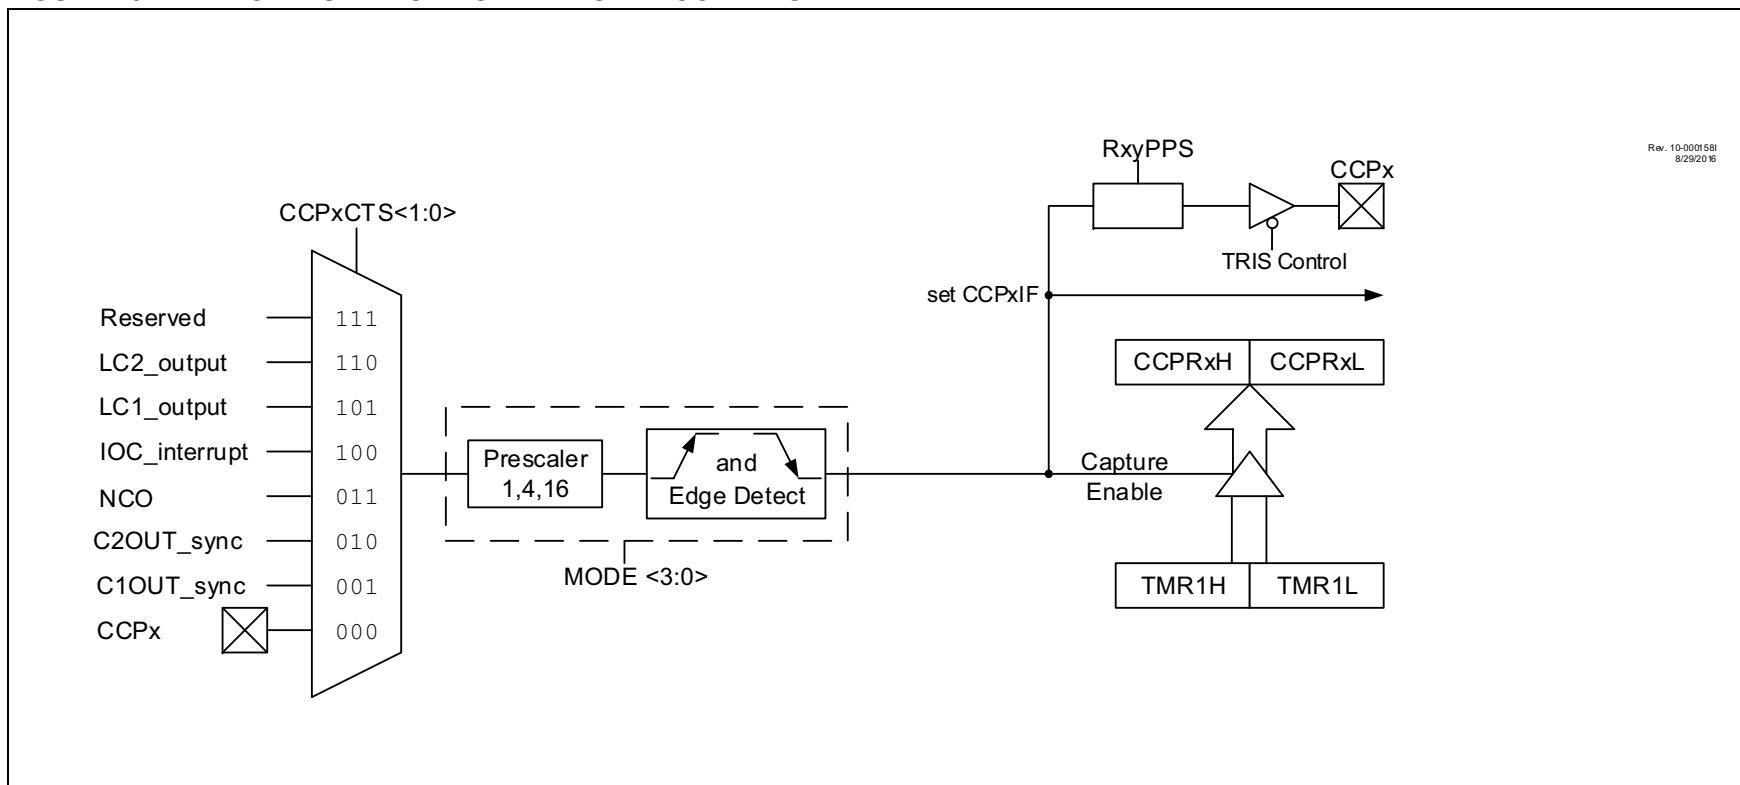 RxyPPS
CCPx
Rev. 10-000158I
8/29/2016
CCPxCTS<1:0>
TRIS Control
set CCPxIF
Reserved
111
LC2_output
110
LC1_output
101
IOC_interrupt
100
NCO
011
C2OUT_sync
010
C1OUT_sync
001
CCPx
000
Prescaler
1,4,16
and
Edge Detect
MODE <3:0>
Capture
Enable
CCPRxH
CCPRxL
TMR1H
TMR1L